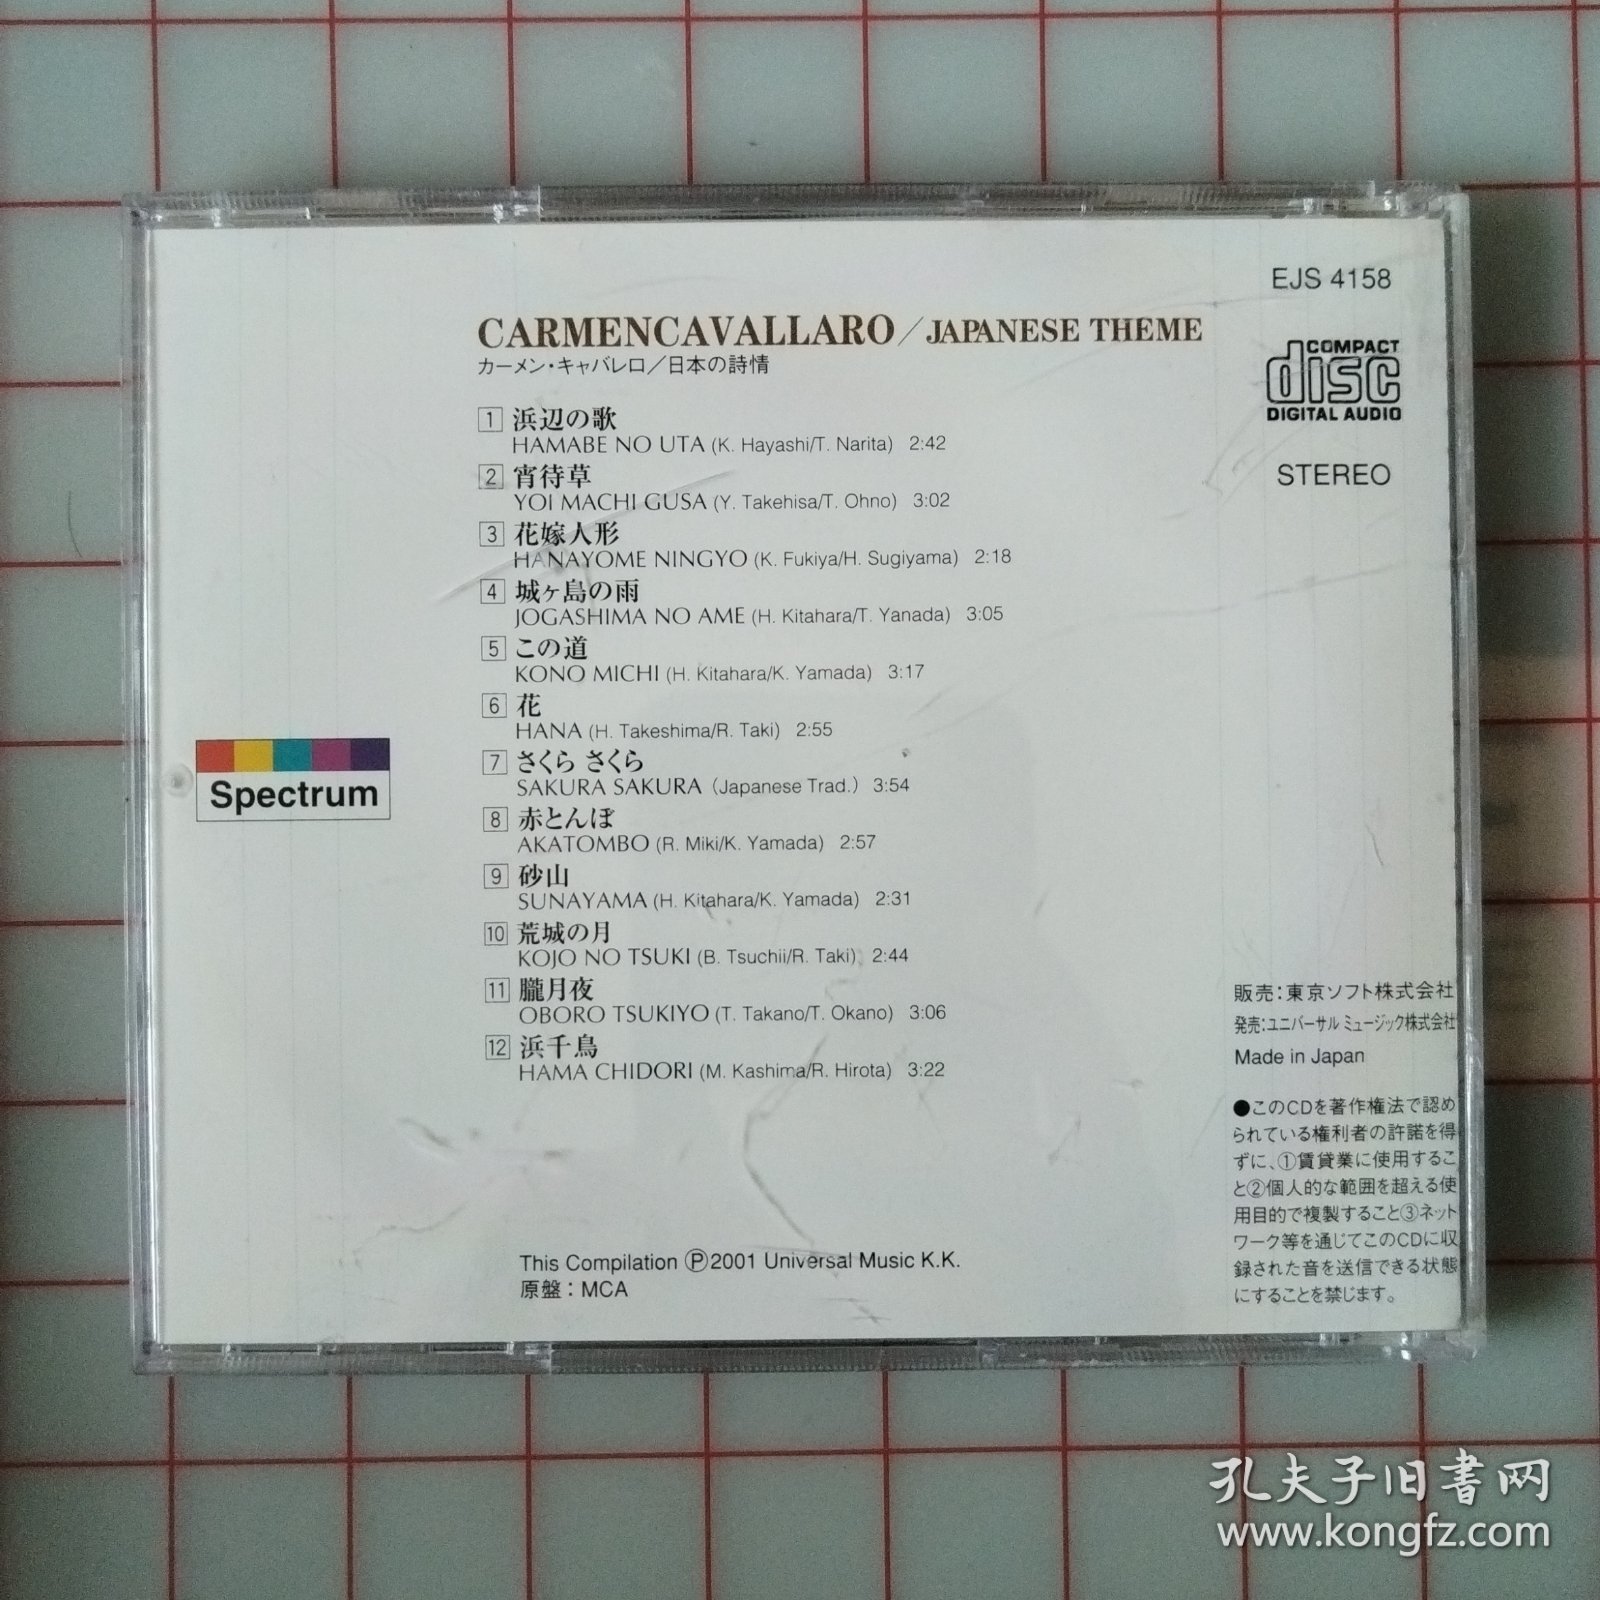 EJS 4158
CARMENCAVALLARO／JAPANESE THEME
カーメン・キャバレロ／日本の詩情
COMPACT
disc
DIGITAL AUDIO
STEREO
1 浜辺の歌
HAMABE NO UTA (K. Hayashi/T. Narita) 2:42
2 宵待草
YOI MACHI GUSA (Y. Takehisa/T. Ohno) 3:02
3 花嫁人形
HANAYOME NINGYO (K. Fukiya/H. Sugiyama) 2:18
4 城ヶ島の雨
JOGASHIMA NO AME (H. Kitahara/T. Yanada) 3:05
5 この道
KONO MICHI (H. Kitahara/K. Yamada) 3:17
6 花
HANA (H. Takeshima/R. Taki) 2:55
7 さくら さくら
SAKURA SAKURA (Japanese Trad.) 3:54
8 赤とんぼ
AKATOMBO (R. Miki/K. Yamada) 2:57
9 砂山
SUNAYAMA (H. Kitahara/K. Yamada) 2:31
10 荒城の月
KOJO NO TSUKI (B. Tsuchii/R. Taki) 2:44
11 朧月夜
OBORO TSUKIYO (T. Takano/T. Okano) 3:06
12 浜千鳥
HAMA CHIDORI (M. Kashima/R. Hirota) 3:22
Spectrum
This Compilation Ⓟ2001 Universal Music K.K.
原盤：MCA
販売：東京ソフト株式会社
発売：ユニバーサル ミュージック株式会社
Made in Japan
●このCDを著作権法で認め
られている権利者の許諾を得
ずに、①賃貸業に使用するこ
と②個人的な範囲を超える使
用目的で複製すること③ネット
ワーク等を通じてこのCDに収
録された音を送信できる状態
にすることを禁じます。
孔夫子旧书网
www.kongfz.com